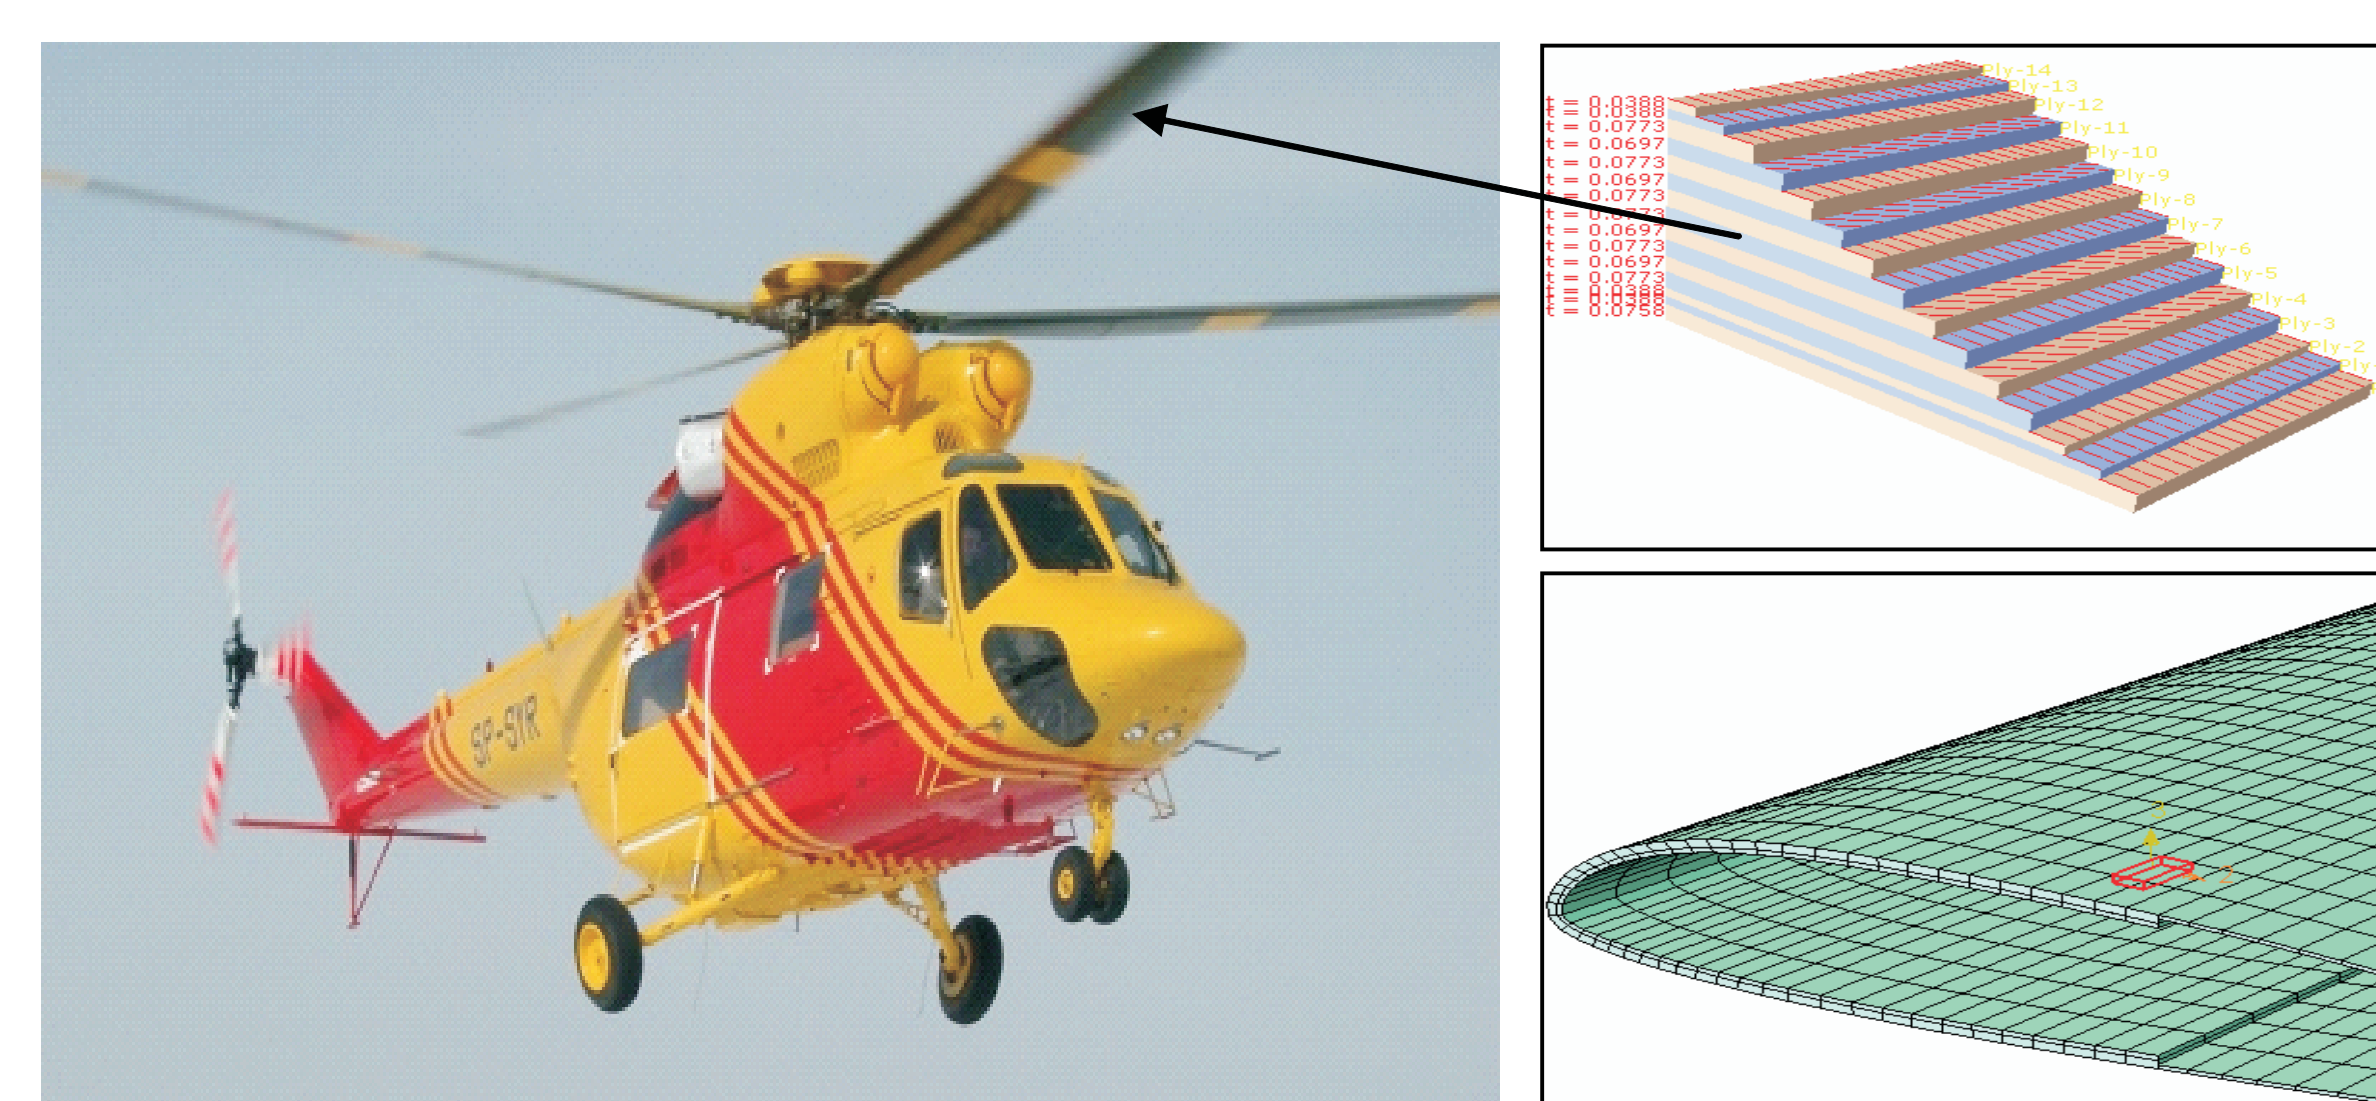 SP-SYR
Ply-14
t = 0.0388
Ply-13
t = 0.0388
Ply-12
t = 0.0773
Ply-11
t = 0.0697
Ply-10
t = 0.0773
Ply-9
t = 0.0697
Ply-8
t = 0.0773
t = 0.0773
Ply-7
t = 0.0697
Ply-6
t = 0.0773
t = 0.0697
Ply-5
t = 0.0773
t = 0.0388
Ply-4
t = 0.0388
t = 0.0758
Ply-3
Ply-2
3
2